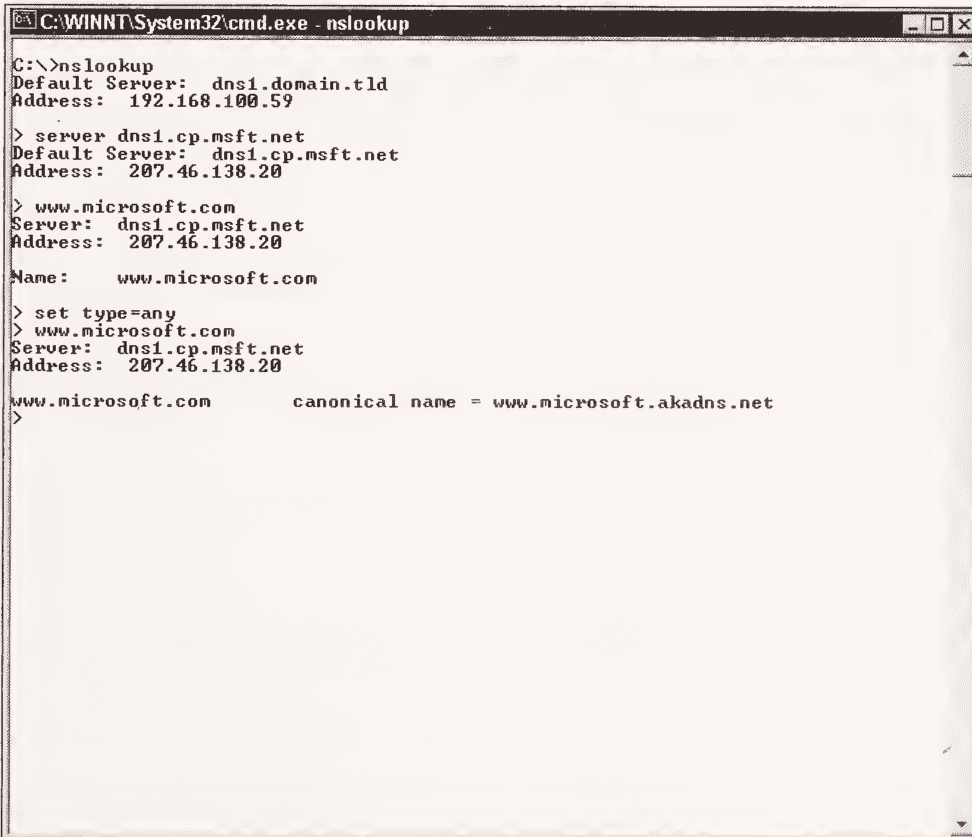 C:\WINNT\System32\cmd.exe - nslookup
C:\>nslookup
Default Server:  dns1.domain.tld
Address:  192.168.100.59
> server dns1.cp.msft.net
Default Server:  dns1.cp.msft.net
Address:  207.46.138.20
> www.microsoft.com
Server:  dns1.cp.msft.net
Address:  207.46.138.20
Name:    www.microsoft.com
> set type=any
> www.microsoft.com
Server:  dns1.cp.msft.net
Address:  207.46.138.20
www.microsoft.com       canonical name = www.microsoft.akadns.net
>